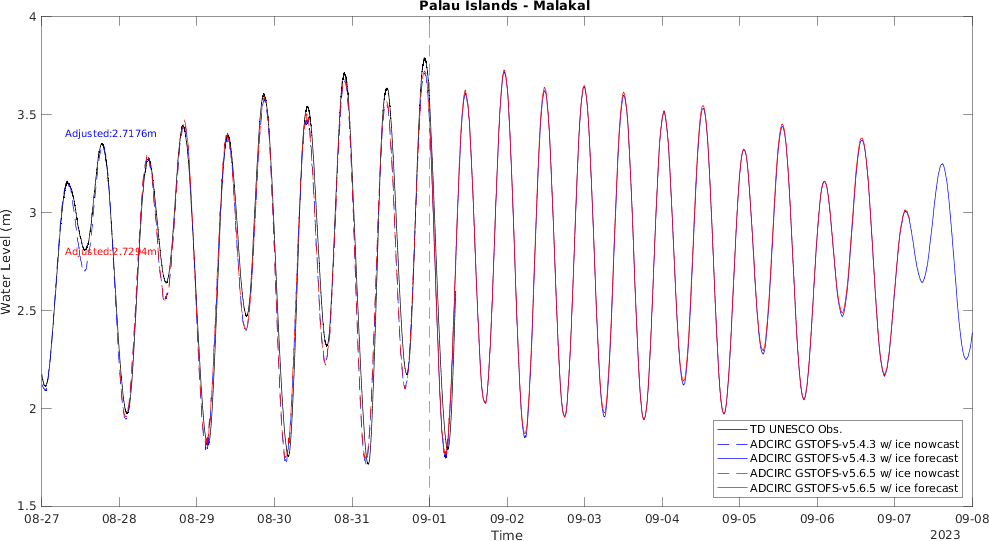 Palau Islands - Malakal
4
3.5
3
2.5
2
1.5
Water Level (m)
Adjusted:2.7176m
Adjusted:2.7294m
TD UNESCO Obs.
ADCIRC GSTOFS-v5.4.3 w/ ice nowcast
ADCIRC GSTOFS-v5.4.3 w/ ice forecast
ADCIRC GSTOFS-v5.6.5 w/ ice nowcast
ADCIRC GSTOFS-v5.6.5 w/ ice forecast
08-27 08-28 08-29 08-30 08-31 09-01 09-02 09-03 09-04 09-05 09-06 09-07 09-08
Time
2023